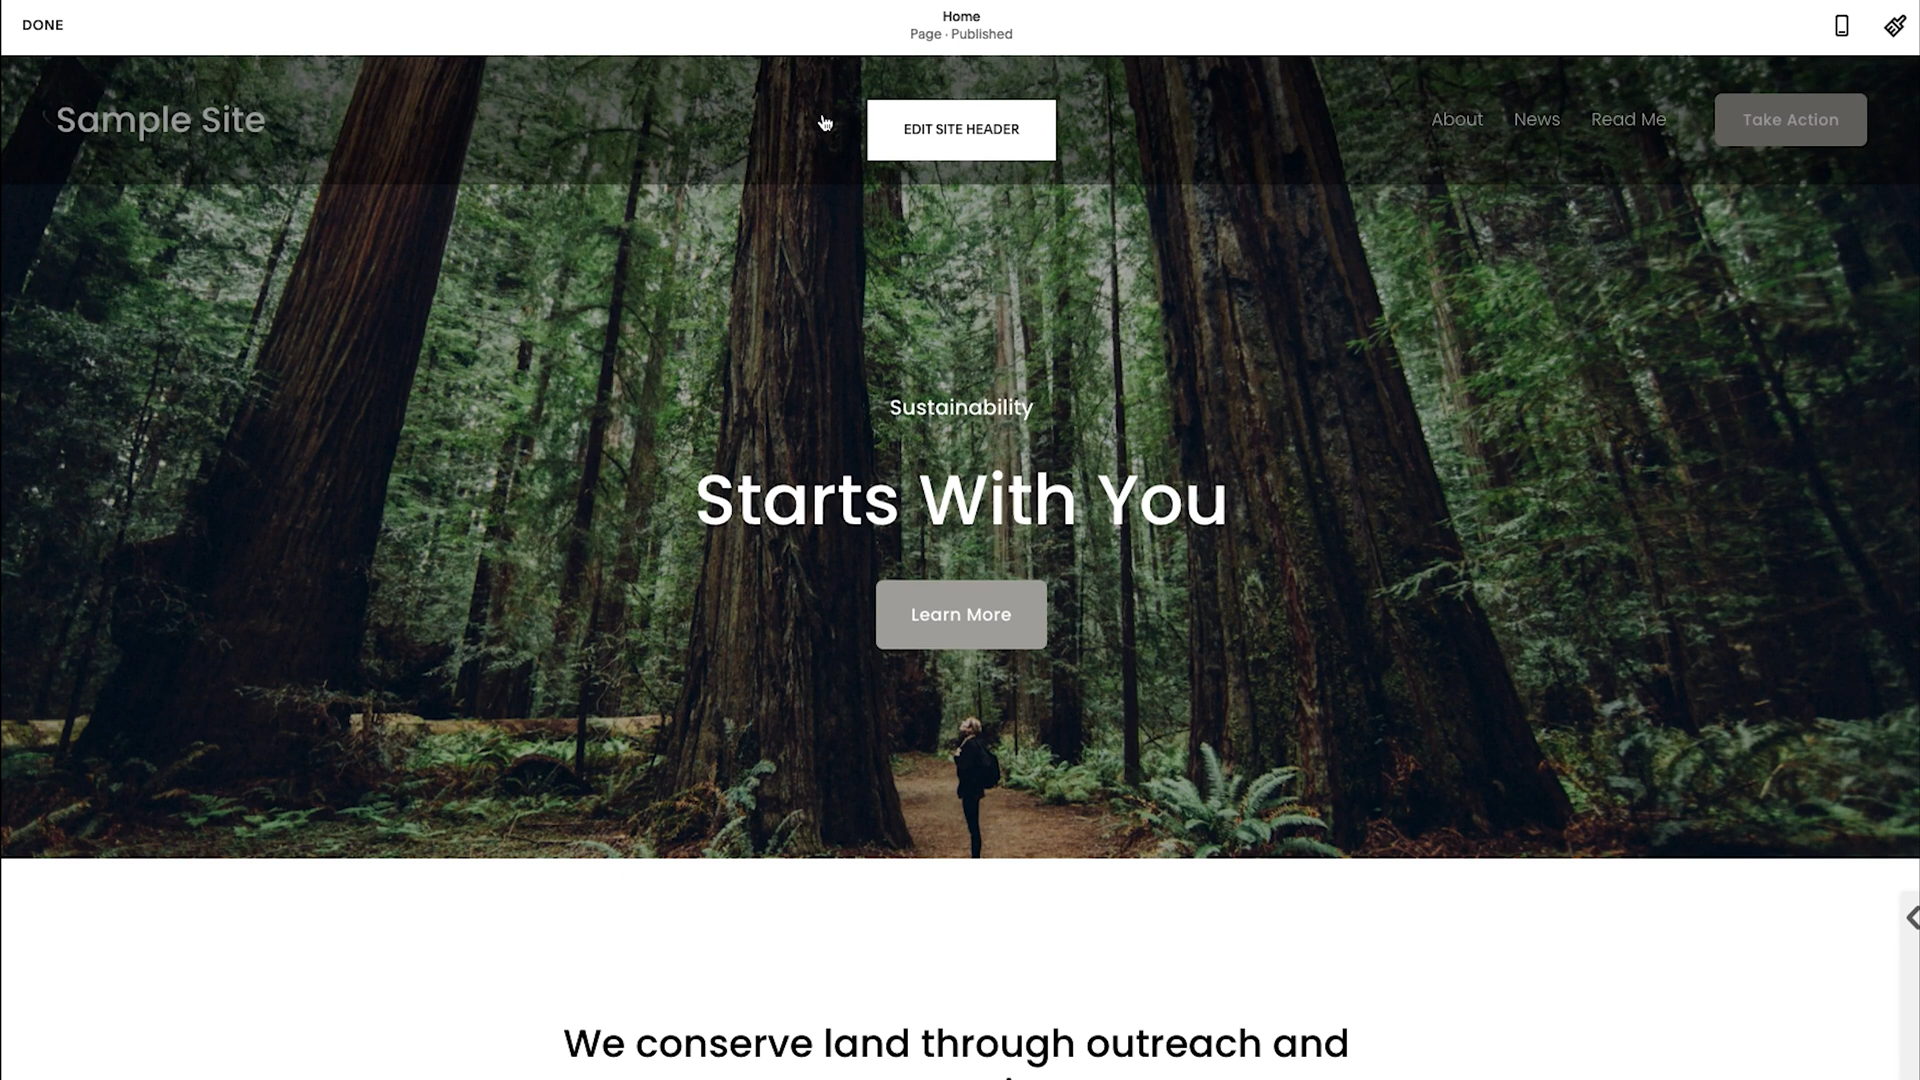 DONE
Home
Page · Published
Sample Site
EDIT SITE HEADER
About
News
Read Me
Take Action
Sustainability
Starts With You
Learn More
We conserve land through outreach and